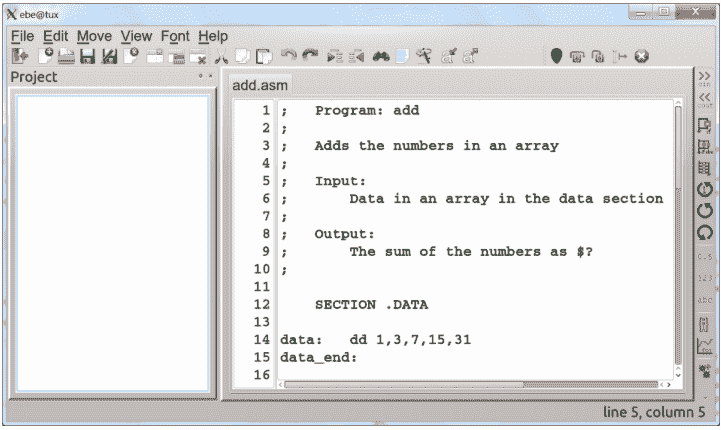 ebe@tux
File Edit Move View Font Help
Project
add.asm
1 ;   Program: add
2 ;
3 ;   Adds the numbers in an array
4 ;
5 ;   Input:
6 ;       Data in an array in the data section
7 ;
8 ;   Output:
9 ;       The sum of the numbers as $?
10 ;
11
12     SECTION .DATA
13
14 data:   dd 1,3,7,15,31
15 data_end:
16
line 5, column 5